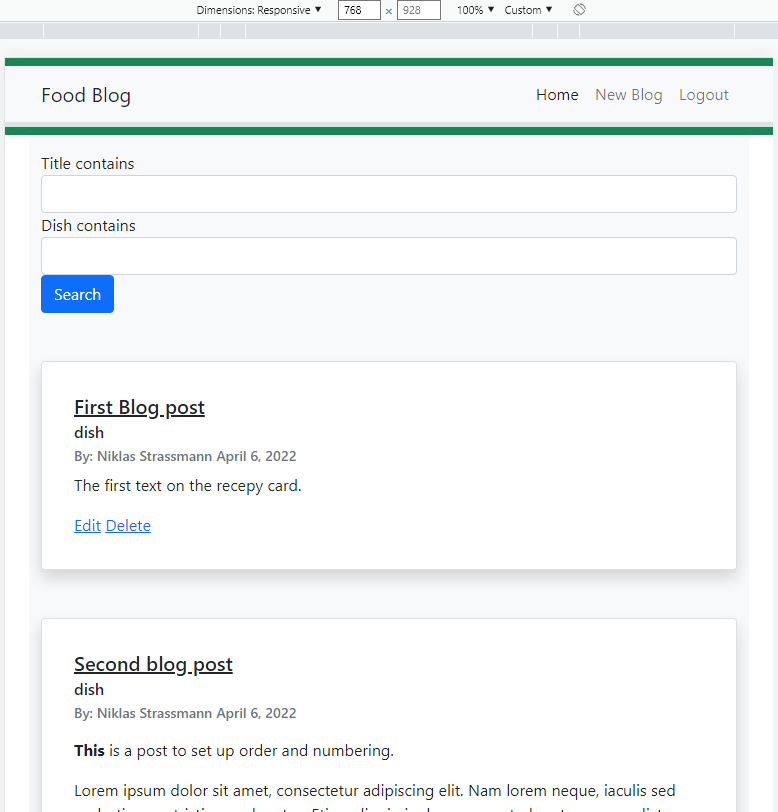 Dimensions: Responsive ▼ 768 × 928 100% ▼ Custom ▼
Food Blog Home New Blog Logout
Title contains
Dish contains
Search
First Blog post
dish
By: Niklas Strassmann April 6, 2022
The first text on the recepy card.
Edit Delete
Second blog post
dish
By: Niklas Strassmann April 6, 2022
This is a post to set up order and numbering.
Lorem ipsum dolor sit amet, consectetur adipiscing elit. Nam lorem neque, iaculis sed